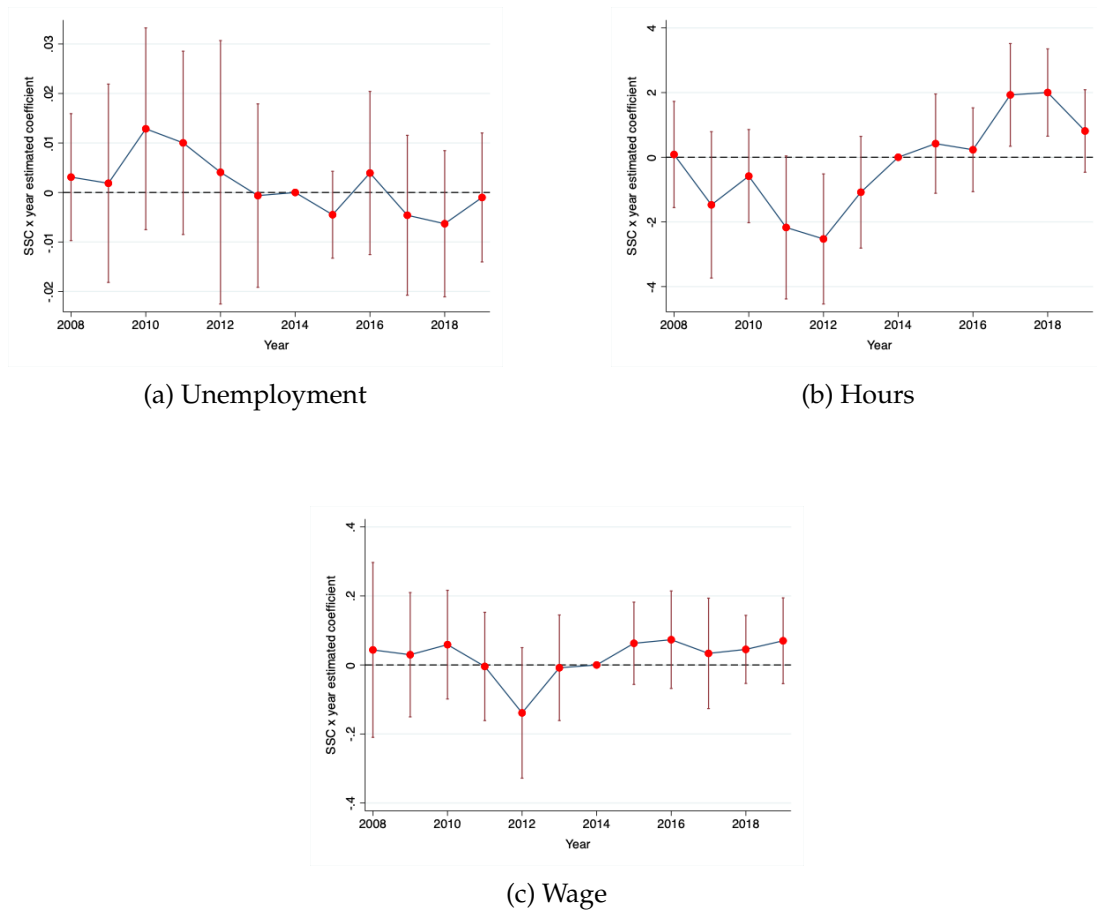 SSC x year estimated coefficient
.03
.02
.01
0
-.01
-.02
2008 2010 2012 2014 2016 2018
Year
(a) Unemployment
SSC x year estimated coefficient
4
2
0
-2
-4
2008 2010 2012 2014 2016 2018
Year
(b) Hours
SSC x year estimated coefficient
.4
.2
0
-.2
-.4
2008 2010 2012 2014 2016 2018
Year
(c) Wage